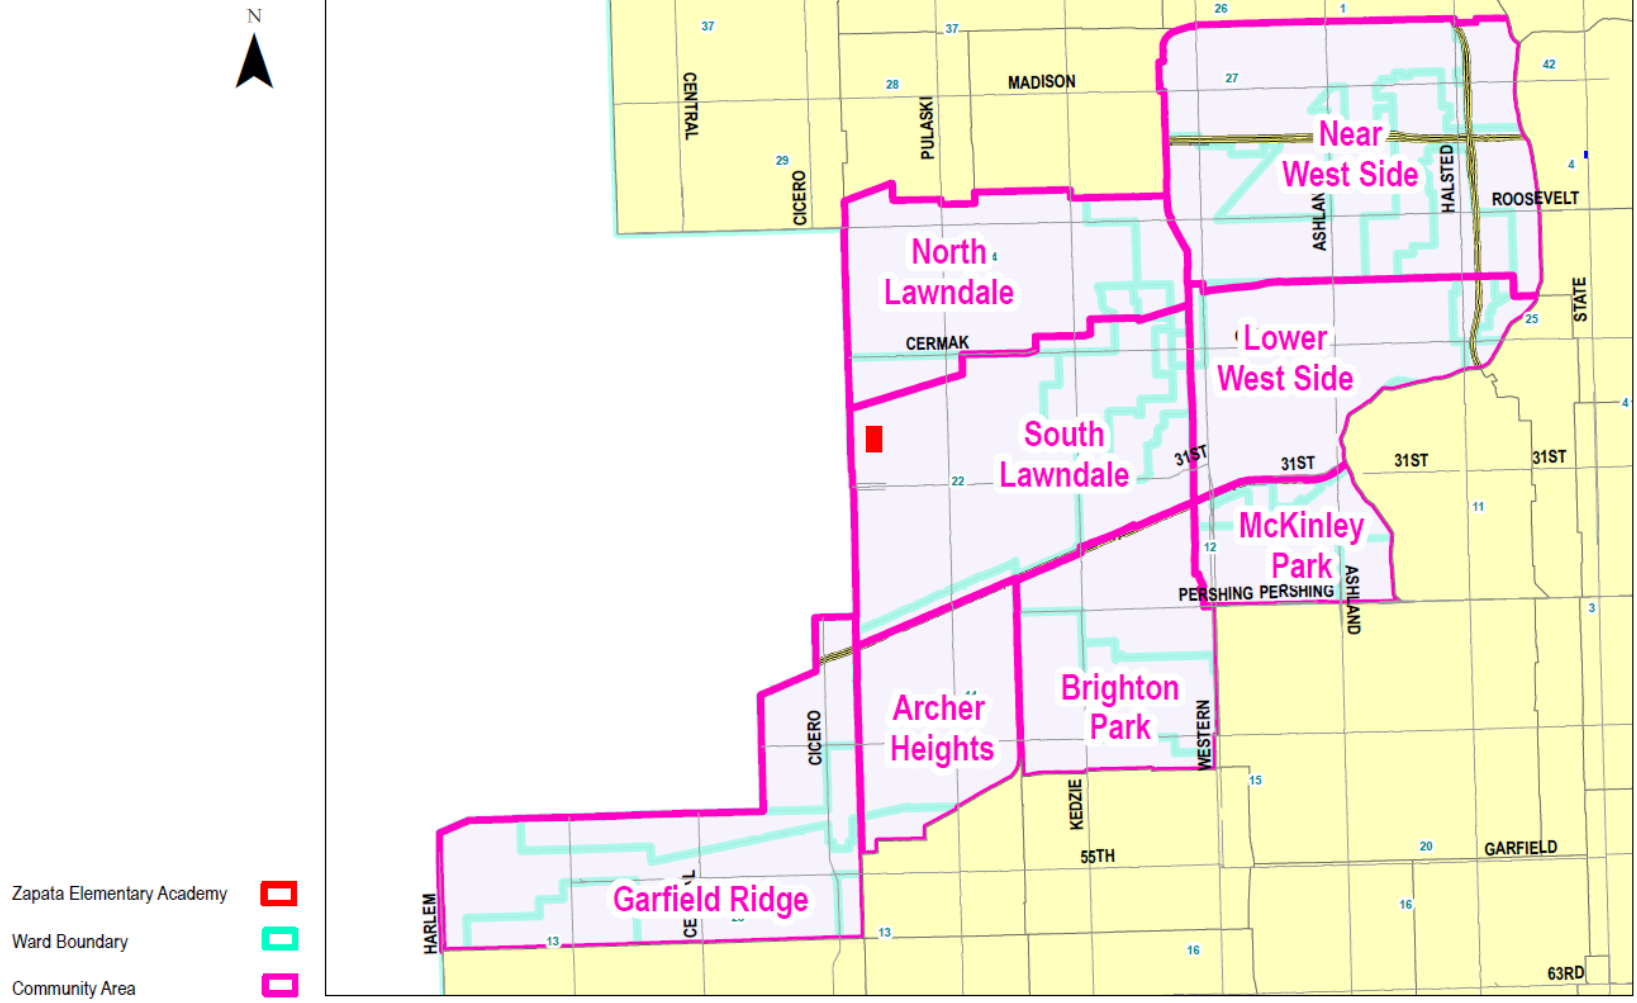 N
37
26
1
37
42
28
MADISON
27
CENTRAL
PULASKI
Near
West Side
HALSTED
29
4
CICERO
ROOSEVELT
North
Lawndale
4
STATE
25
CERMAK
Lower
West Side
4
South
Lawndale
31ST
31ST
31ST
31ST
22
11
McKinley
Park
12
ASHLAND
PERSHING
PERSHING
3
Archer
Heights
Brighton
Park
CICERO
WESTERN
15
KEDZIE
55TH
20
GARFIELD
Zapata Elementary Academy
Garfield Ridge
HARLEM
16
Ward Boundary
13
13
16
63RD
Community Area